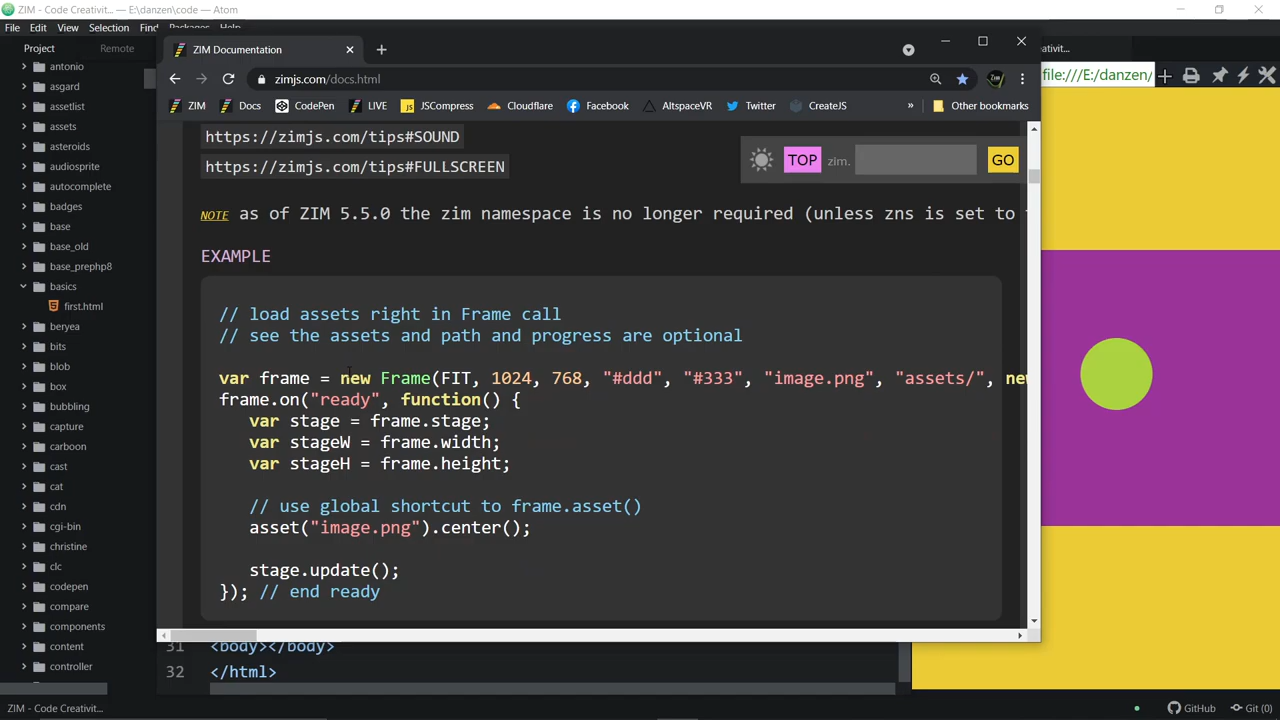 ZIM - Code Creativit... — E:\danzen\code — Atom
File Edit View Selection Find Packages Help
Project Remote
antonio
asgard
assetlist
assets
asteroids
audiosprite
autocomplete
badges
base
base_old
base_prephp8
basics
first.html
beryea
bits
blob
box
bubbling
capture
carboon
cast
cat
cdn
cgi-bin
christine
clc
codepen
compare
components
content
controller
ZIM Documentation
zimjs.com/docs.html
ZIM Docs CodePen LIVE JSCompress Cloudflare Facebook AltspaceVR Twitter CreateJS » Other bookmarks
https://zimjs.com/tips#SOUND
https://zimjs.com/tips#FULLSCREEN
TOP zim. GO
NOTE as of ZIM 5.5.0 the zim namespace is no longer required (unless zns is set to
EXAMPLE
// load assets right in Frame call
// see the assets and path and progress are optional
var frame = new Frame(FIT, 1024, 768, "#ddd", "#333", "image.png", "assets/", new
frame.on("ready", function() {
var stage = frame.stage;
var stageW = frame.width;
var stageH = frame.height;
// use global shortcut to frame.asset()
asset("image.png").center();
stage.update();
}); // end ready
31 <body></body>
32 </html>
eativit...
file:///E:/danzen/
ZIM - Code Creativit...
GitHub Git (0)